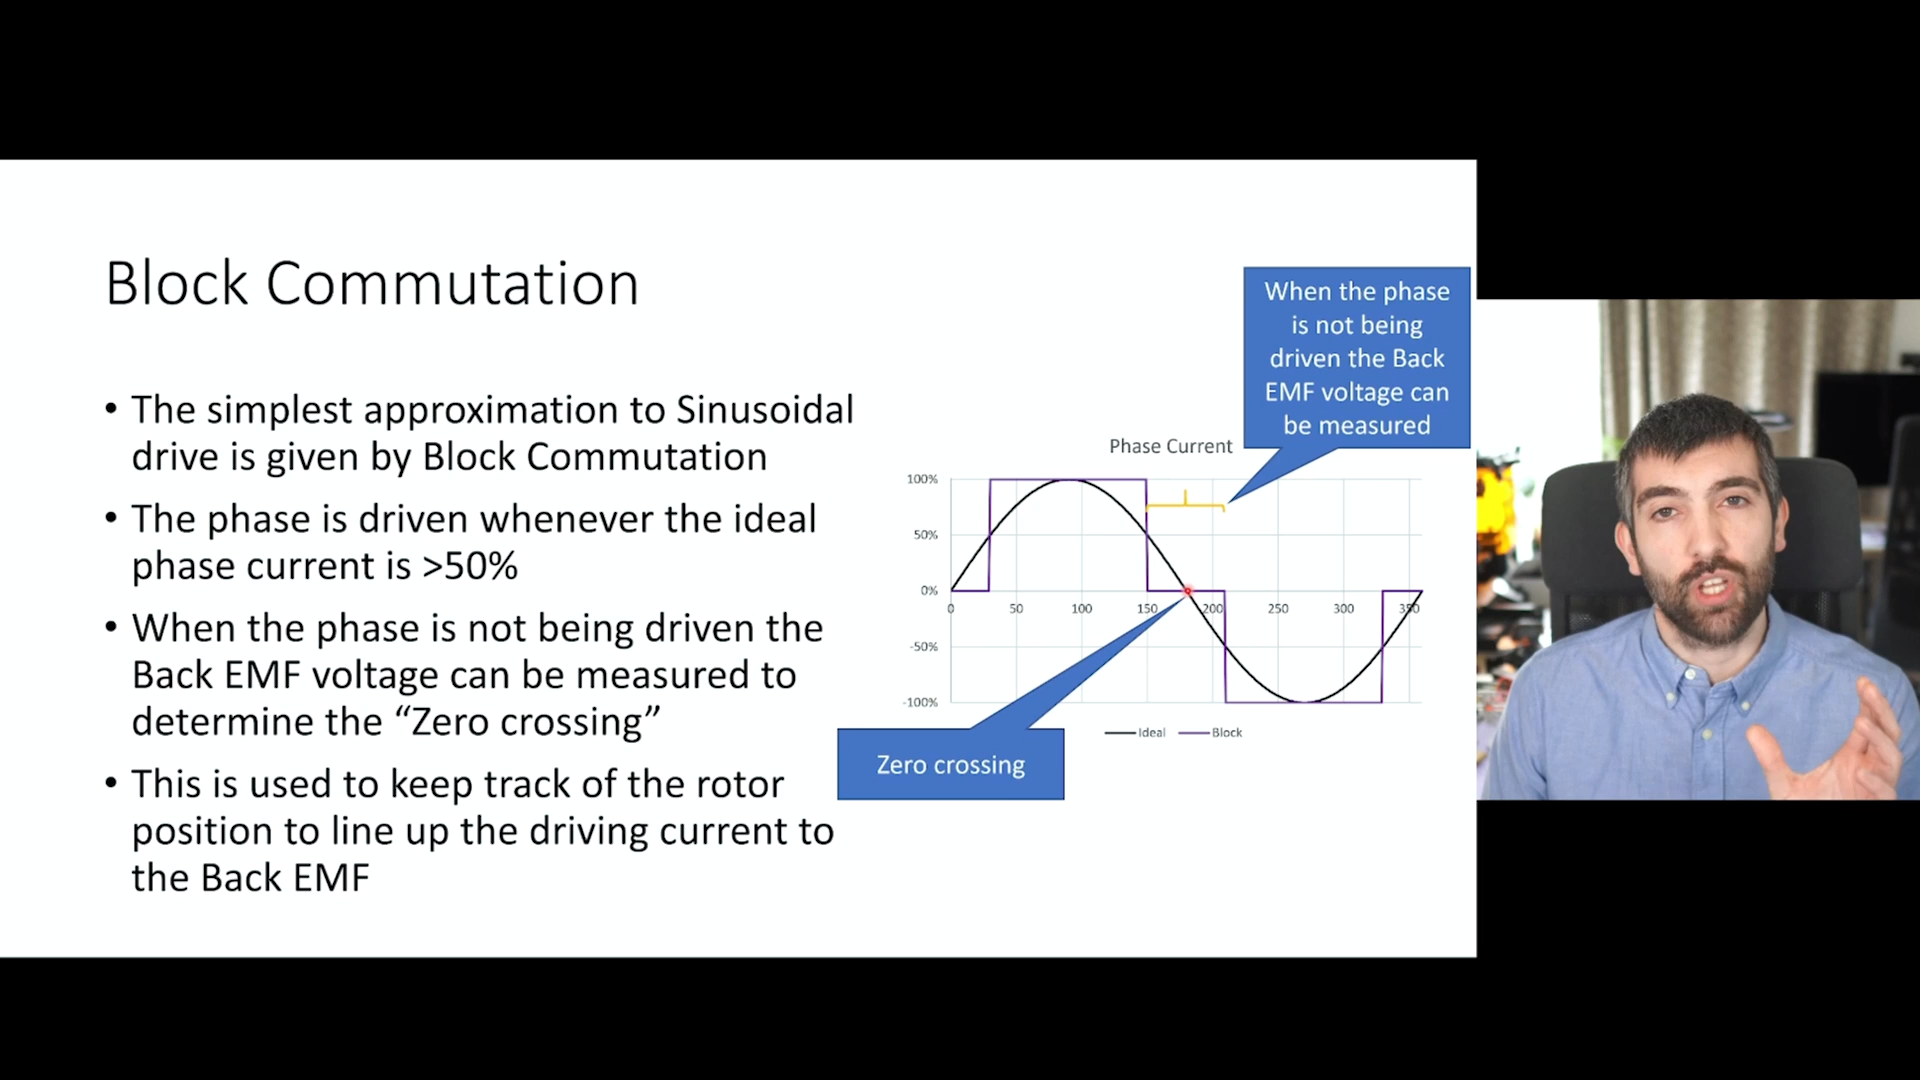 Block Commutation
• The simplest approximation to Sinusoidal
drive is given by Block Commutation
• The phase is driven whenever the ideal
phase current is >50%
• When the phase is not being driven the
Back EMF voltage can be measured to
determine the “Zero crossing”
• This is used to keep track of the rotor
position to line up the driving current to
the Back EMF
When the phase
is not being
driven the Back
EMF voltage can
be measured
Phase Current
100%
50%
0%
-50%
-100%
0 50 100 150 200 250 300 350
Ideal Block
Zero crossing